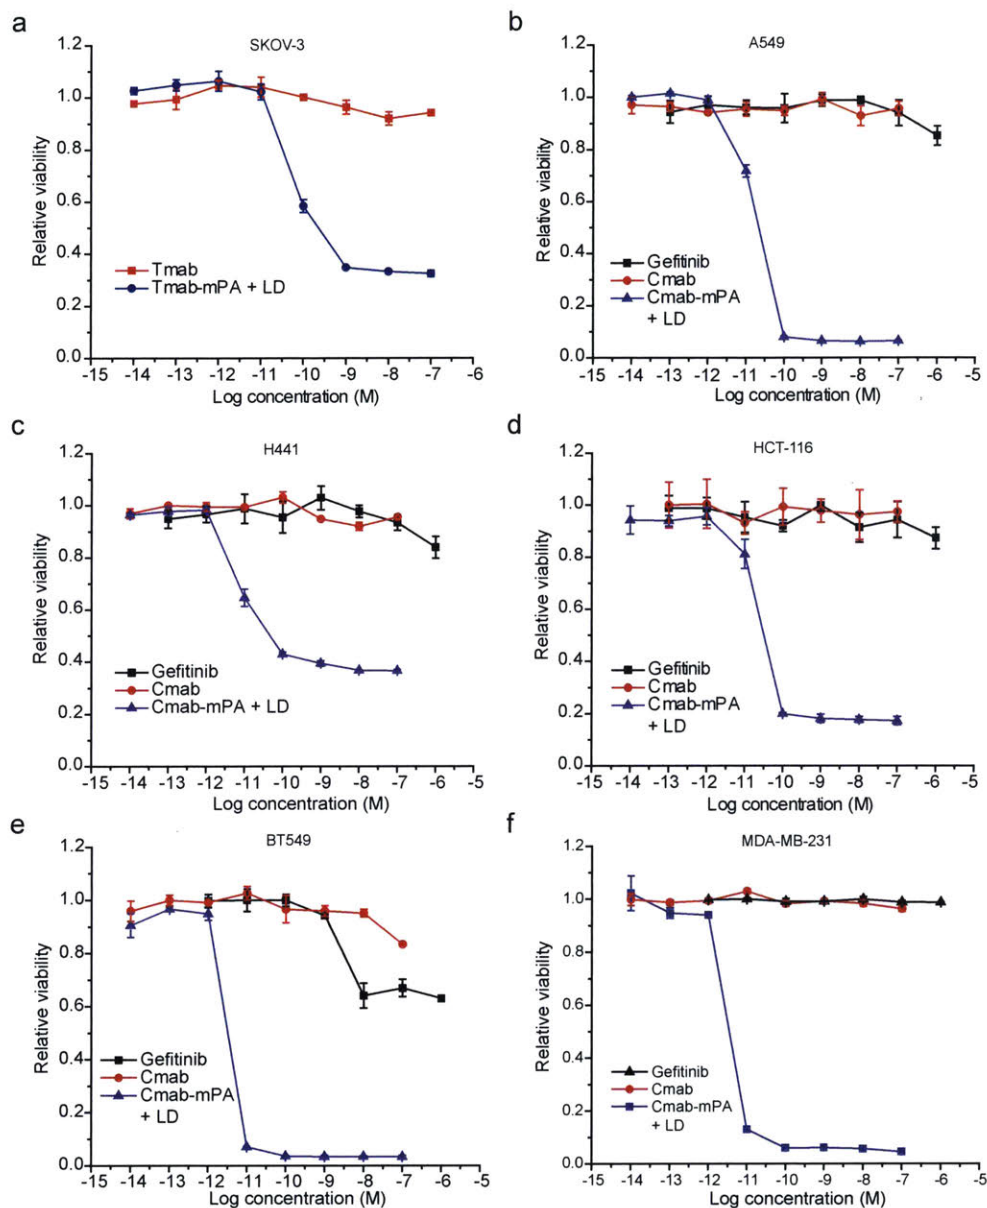 a
SKOV-3
1.2
1.0
0.8
0.6
0.4
0.2
0.0
Relative viability
Tmab
Tmab-mPA + LD
-15 -14 -13 -12 -11 -10 -9 -8 -7 -6
Log concentration (M)
b
A549
1.2
1.0
0.8
0.6
0.4
0.2
0.0
Relative viability
Gefitinib
Cmab
Cmab-mPA
+ LD
-15 -14 -13 -12 -11 -10 -9 -8 -7 -6 -5
Log concentration (M)
c
H441
1.2
1.0
0.8
0.6
0.4
0.2
0.0
Relative viability
Gefitinib
Cmab
Cmab-mPA + LD
-15 -14 -13 -12 -11 -10 -9 -8 -7 -6 -5
Log concentration (M)
d
HCT-116
1.2
1.0
0.8
0.6
0.4
0.2
0.0
Relative viability
Gefitinib
Cmab
Cmab-mPA
+ LD
-15 -14 -13 -12 -11 -10 -9 -8 -7 -6 -5
Log concentration (M)
e
BT549
1.2
1.0
0.8
0.6
0.4
0.2
0.0
Relative viability
Gefitinib
Cmab
Cmab-mPA
+ LD
-15 -14 -13 -12 -11 -10 -9 -8 -7 -6 -5
Log concentration (M)
f
MDA-MB-231
1.2
1.0
0.8
0.6
0.4
0.2
0.0
Relative viability
Gefitinib
Cmab
Cmab-mPA
+ LD
-15 -14 -13 -12 -11 -10 -9 -8 -7 -6 -5
Log concentration (M)